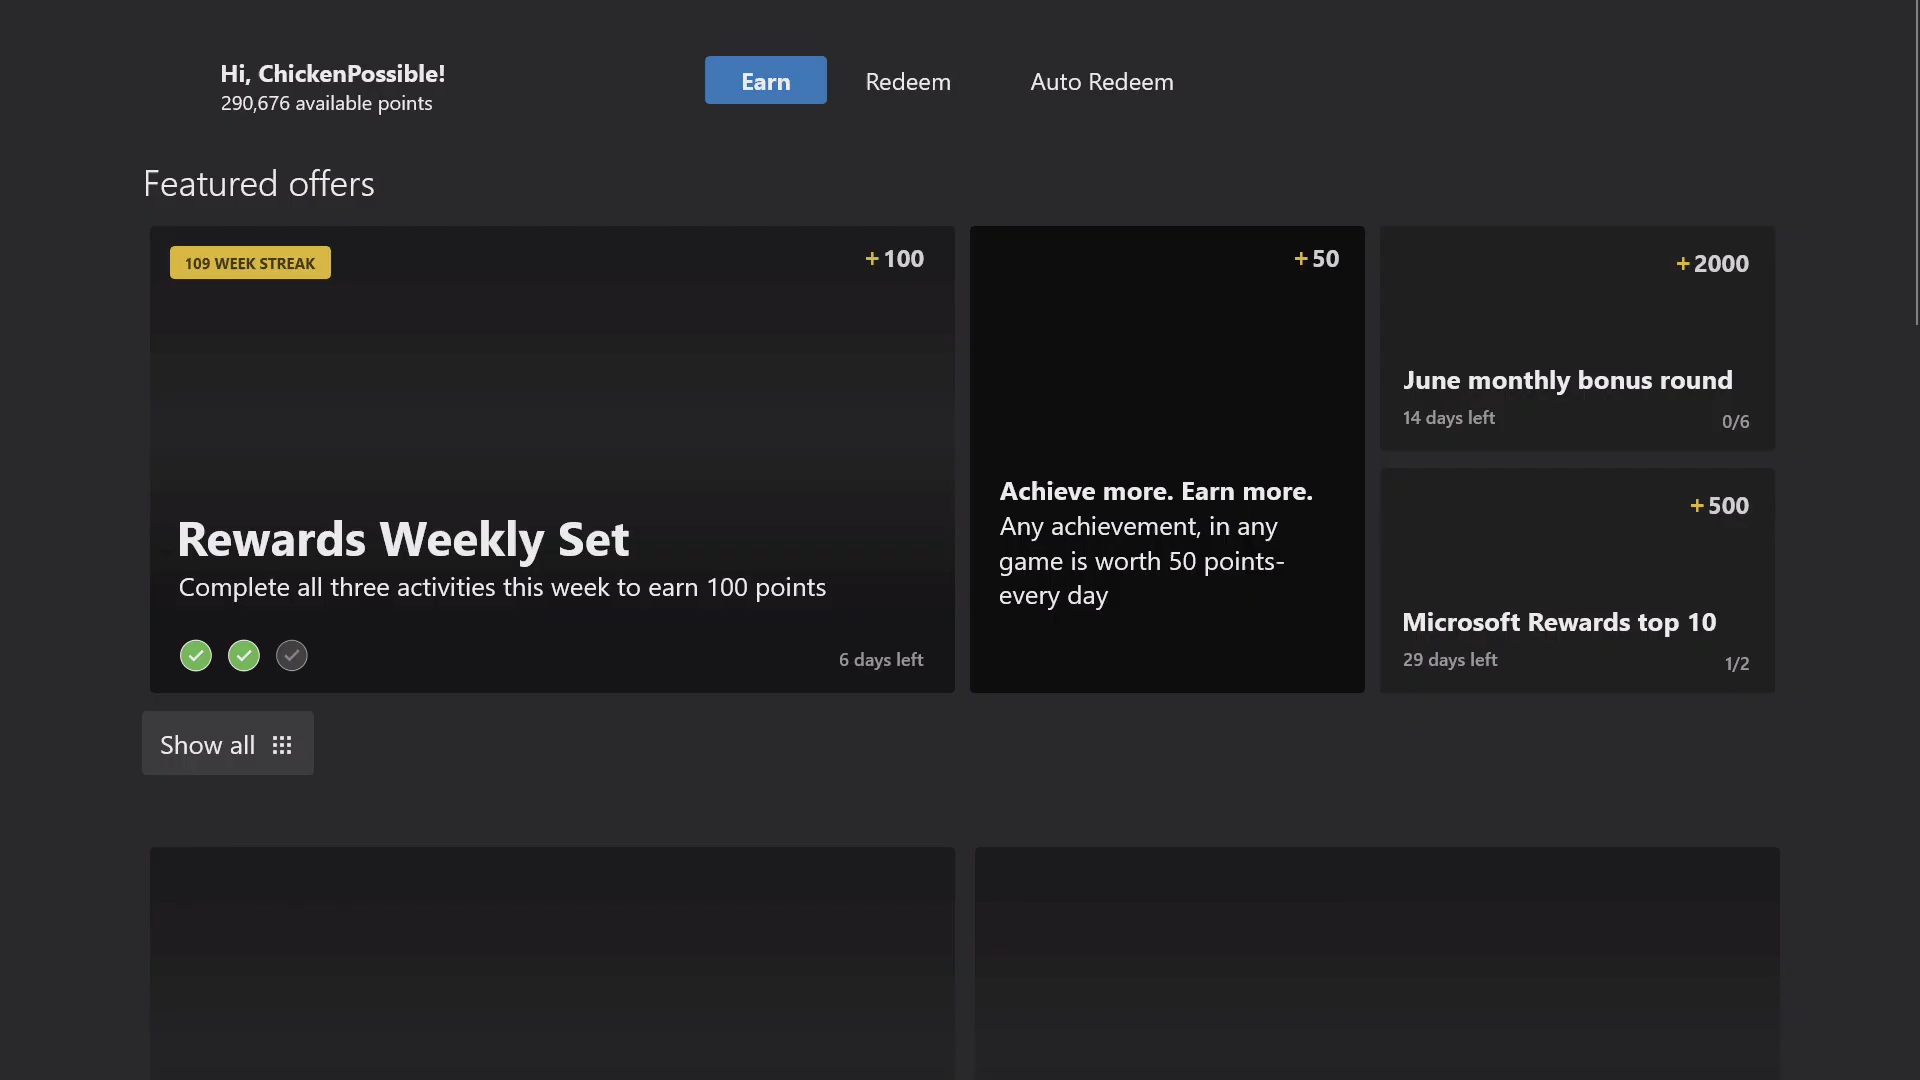 Hi, ChickenPossible!
290,676 available points
Earn
Redeem
Auto Redeem
Featured offers
109 WEEK STREAK
+100
Rewards Weekly Set
Complete all three activities this week to earn 100 points
6 days left
+50
Achieve more. Earn more.
Any achievement, in any
game is worth 50 points-
every day
+2000
June monthly bonus round
14 days left
0/6
+500
Microsoft Rewards top 10
29 days left
1/2
Show all